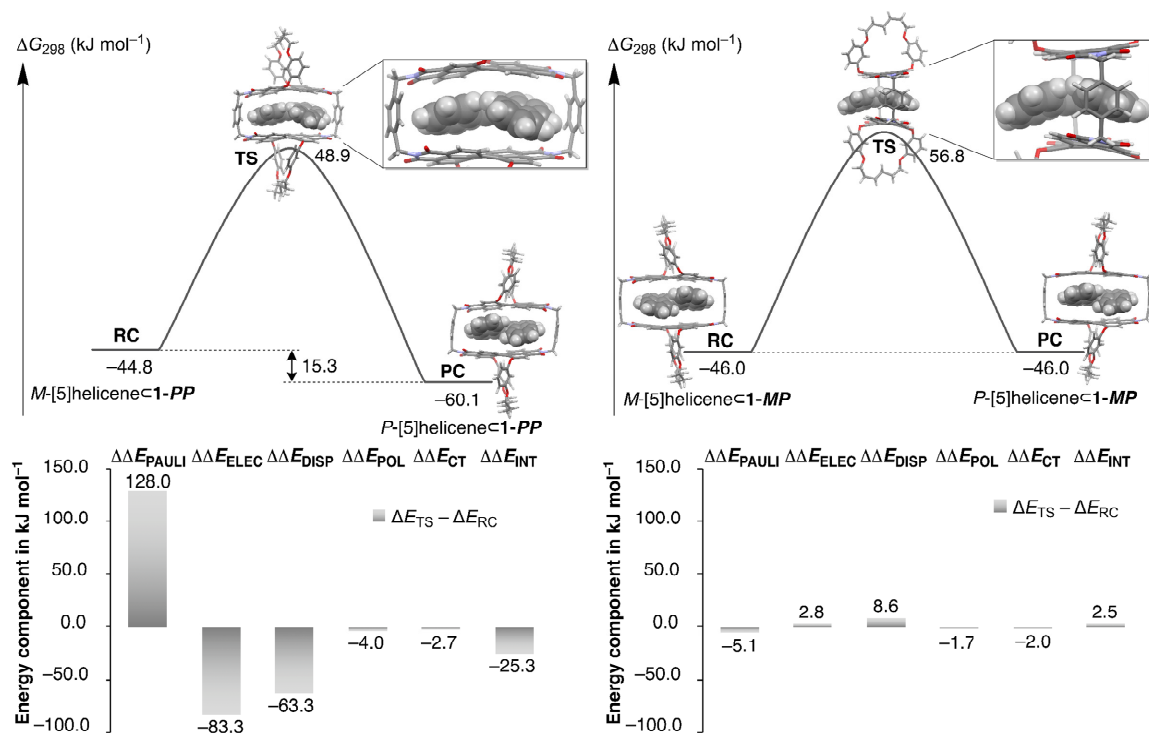 ΔG298 (kJ mol–1)
TS
48.9
RC
–44.8
M-[5]helicene⊂1-PP
15.3
PC
–60.1
P-[5]helicene⊂1-PP
ΔG298 (kJ mol–1)
TS
56.8
RC
–46.0
M-[5]helicene⊂1-MP
PC
–46.0
P-[5]helicene⊂1-MP
Energy component in kJ mol–1
150.0
100.0
50.0
0.0
–50.0
–100.0
ΔΔEPAULI ΔΔEELEC ΔΔEDISP ΔΔEPOL ΔΔECT ΔΔEINT
128.0
–83.3
–63.3
–4.0
–2.7
–25.3
ΔETS – ΔERC
Energy component in kJ mol–1
150.0
100.0
50.0
0.0
–50.0
–100.0
ΔΔEPAULI ΔΔEELEC ΔΔEDISP ΔΔEPOL ΔΔECT ΔΔEINT
–5.1
2.8
8.6
–1.7
–2.0
2.5
ΔETS – ΔERC